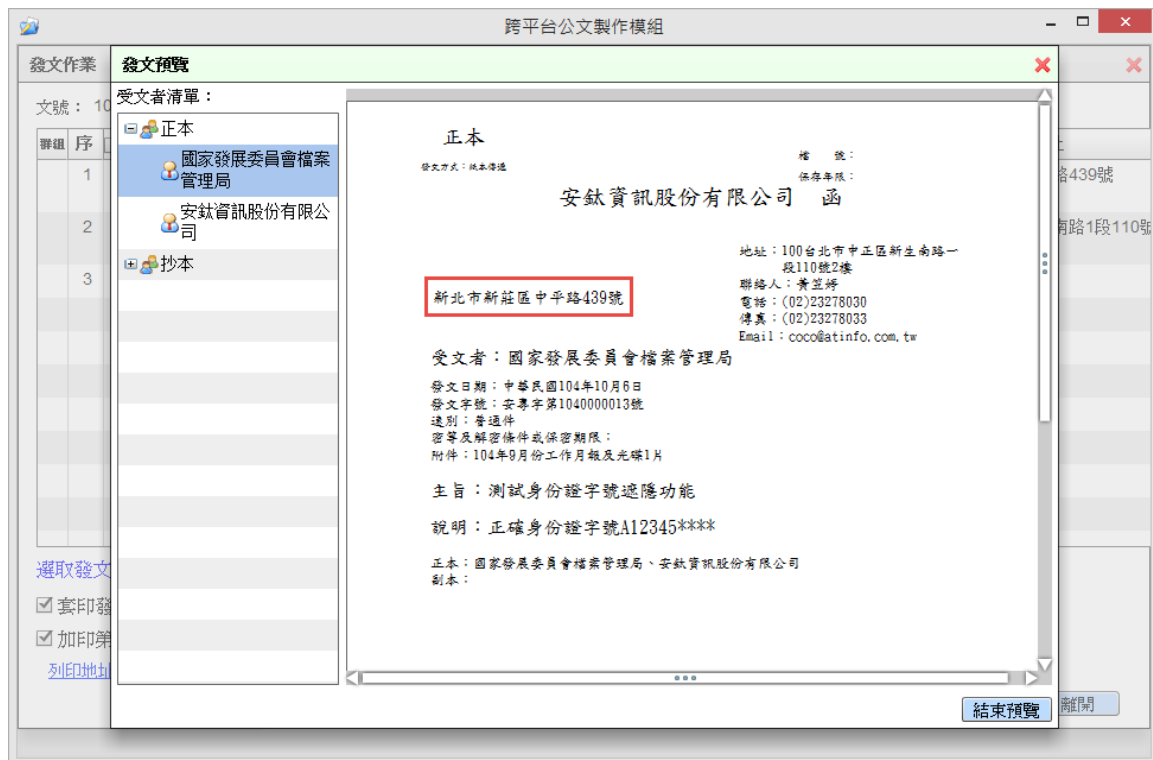 跨平台公文製作模組
發文作業
文號： 10
群組 序
1
2
3
路439號
南路1段110號
選取發文
套印發
加印第
列印地址
離開
發文預覽
受文者清單：
正本
國家發展委員會檔案
管理局
安鈦資訊股份有限公
司
抄本
正本
發文方式：紙本傳遞
檔　　號：
保存年限：
安鈦資訊股份有限公司　函
地址：100台北市中正區新生南路一
段110號2樓
聯絡人：黃苙婷
電話：(02)23278030
傳真：(02)23278033
Email：coco@atinfo.com.tw
新北市新莊區中平路439號
受文者：國家發展委員會檔案管理局
發文日期：中華民國104年10月6日
發文字號：安專字第1040000013號
速別：普通件
密等及解密條件或保密期限：
附件：104年9月份工作月報及光碟1片
主旨：測試身份證字號遮隱功能
說明：正確身份證字號A12345****
正本：國家發展委員會檔案管理局、安鈦資訊股份有限公司
副本：
結束預覽